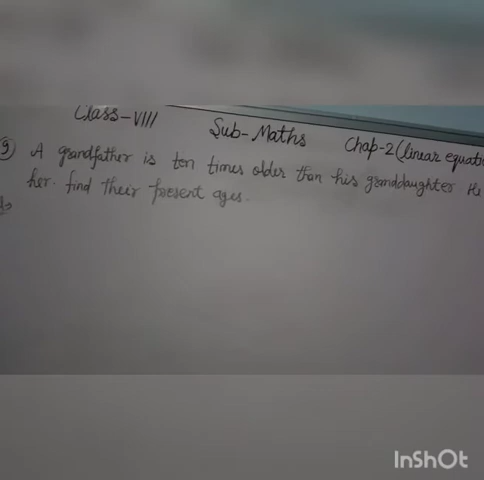 Class-VIII Sub-Maths Chap-2(linear equati
9) A grandfather is ten times older than his granddaughter He
her. find their present ages.
InShOt